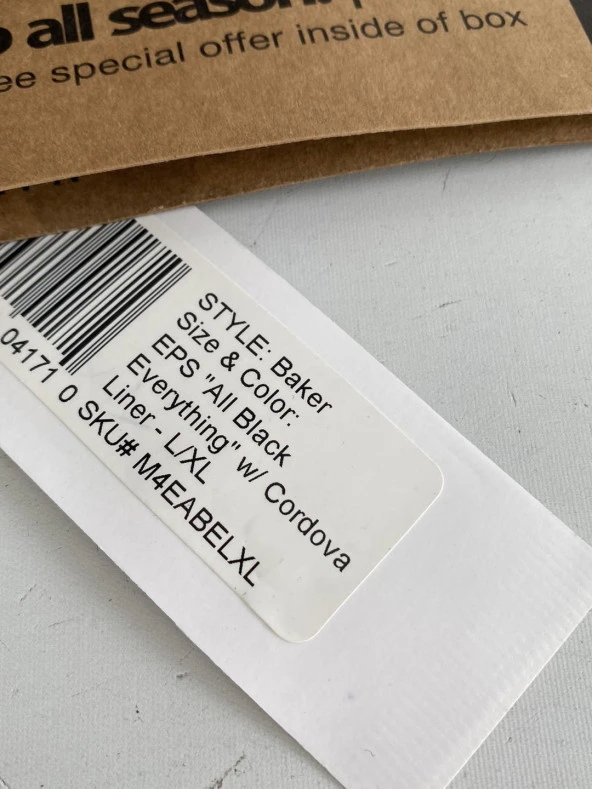 all season
special offer inside of box
STYLE: Baker
Size & Color:
EPS "All Black
Everything" w/ Cordova
Liner - L/XL
04171 0 SKU# M4EABELXL